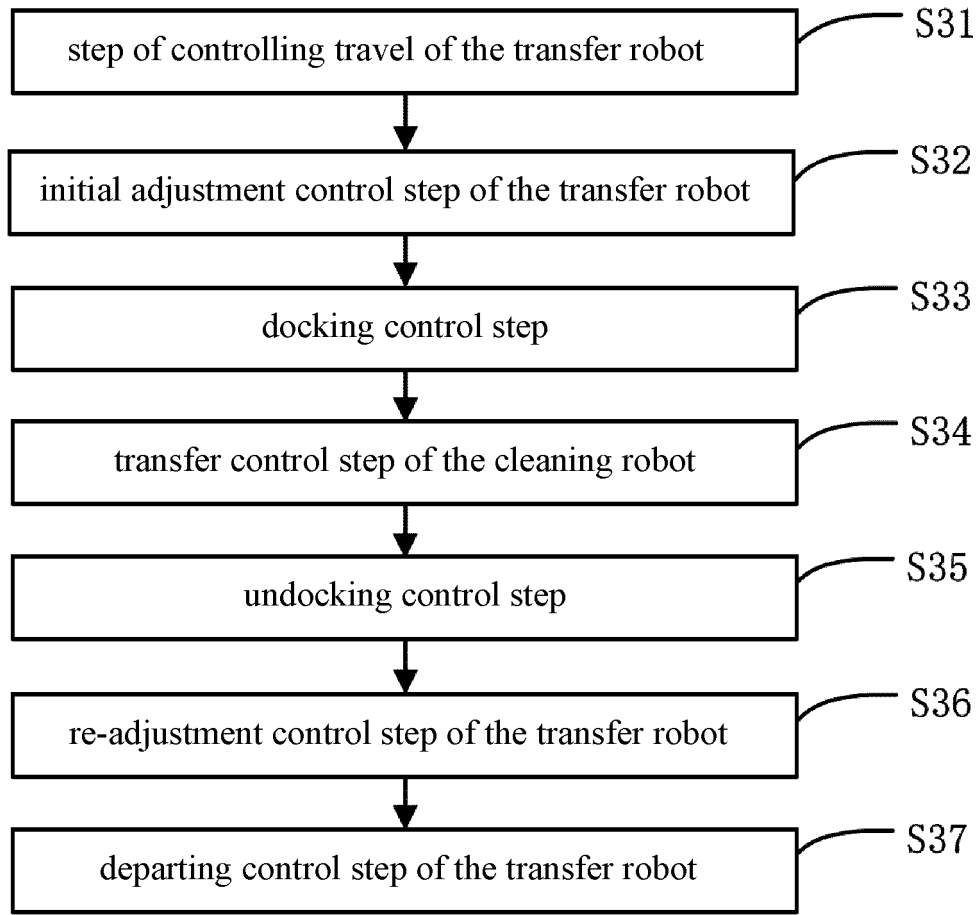 step of controlling travel of the transfer robot
S31
initial adjustment control step of the transfer robot
S32
docking control step
S33
transfer control step of the cleaning robot
S34
undocking control step
S35
re-adjustment control step of the transfer robot
S36
departing control step of the transfer robot
S37